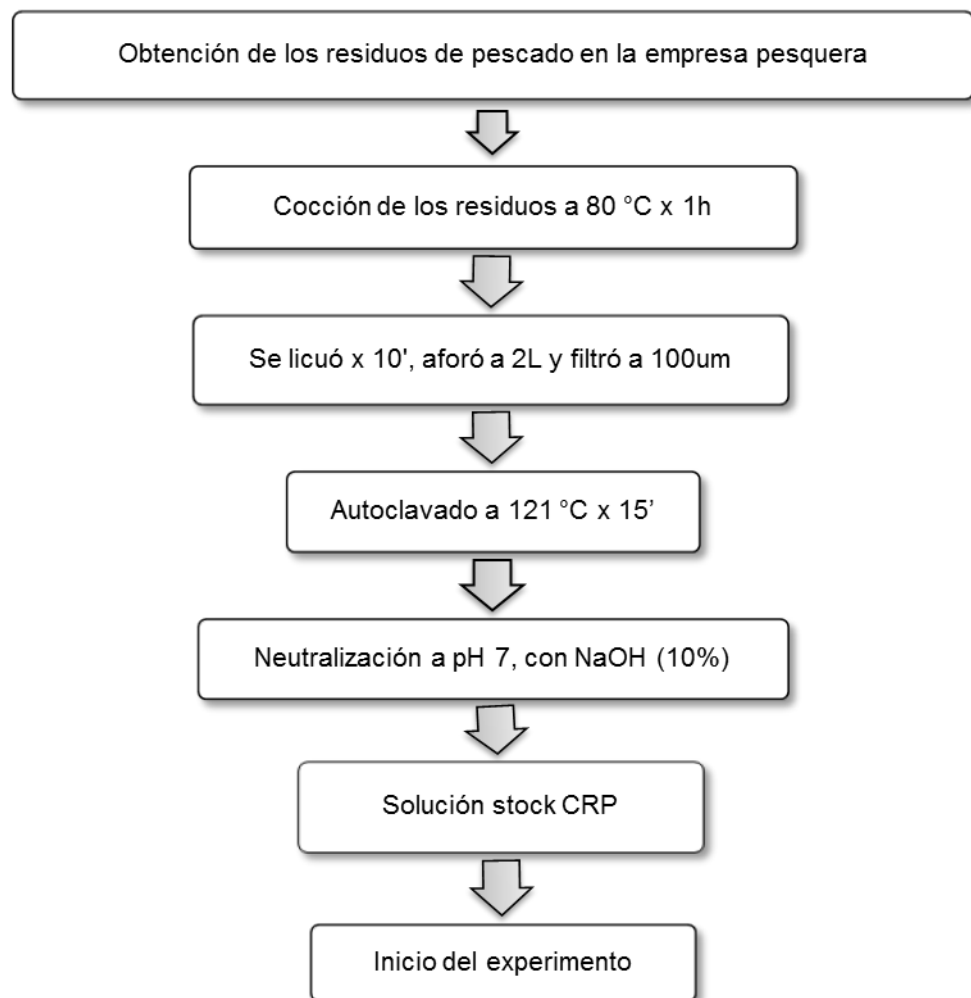 Obtención de los residuos de pescado en la empresa pesquera
Cocción de los residuos a 80 °C x 1h
Se licuó x 10', aforó a 2L y filtró a 100um
Autoclavado a 121 °C x 15’
Neutralización a pH 7, con NaOH (10%)
Solución stock CRP
Inicio del experimento